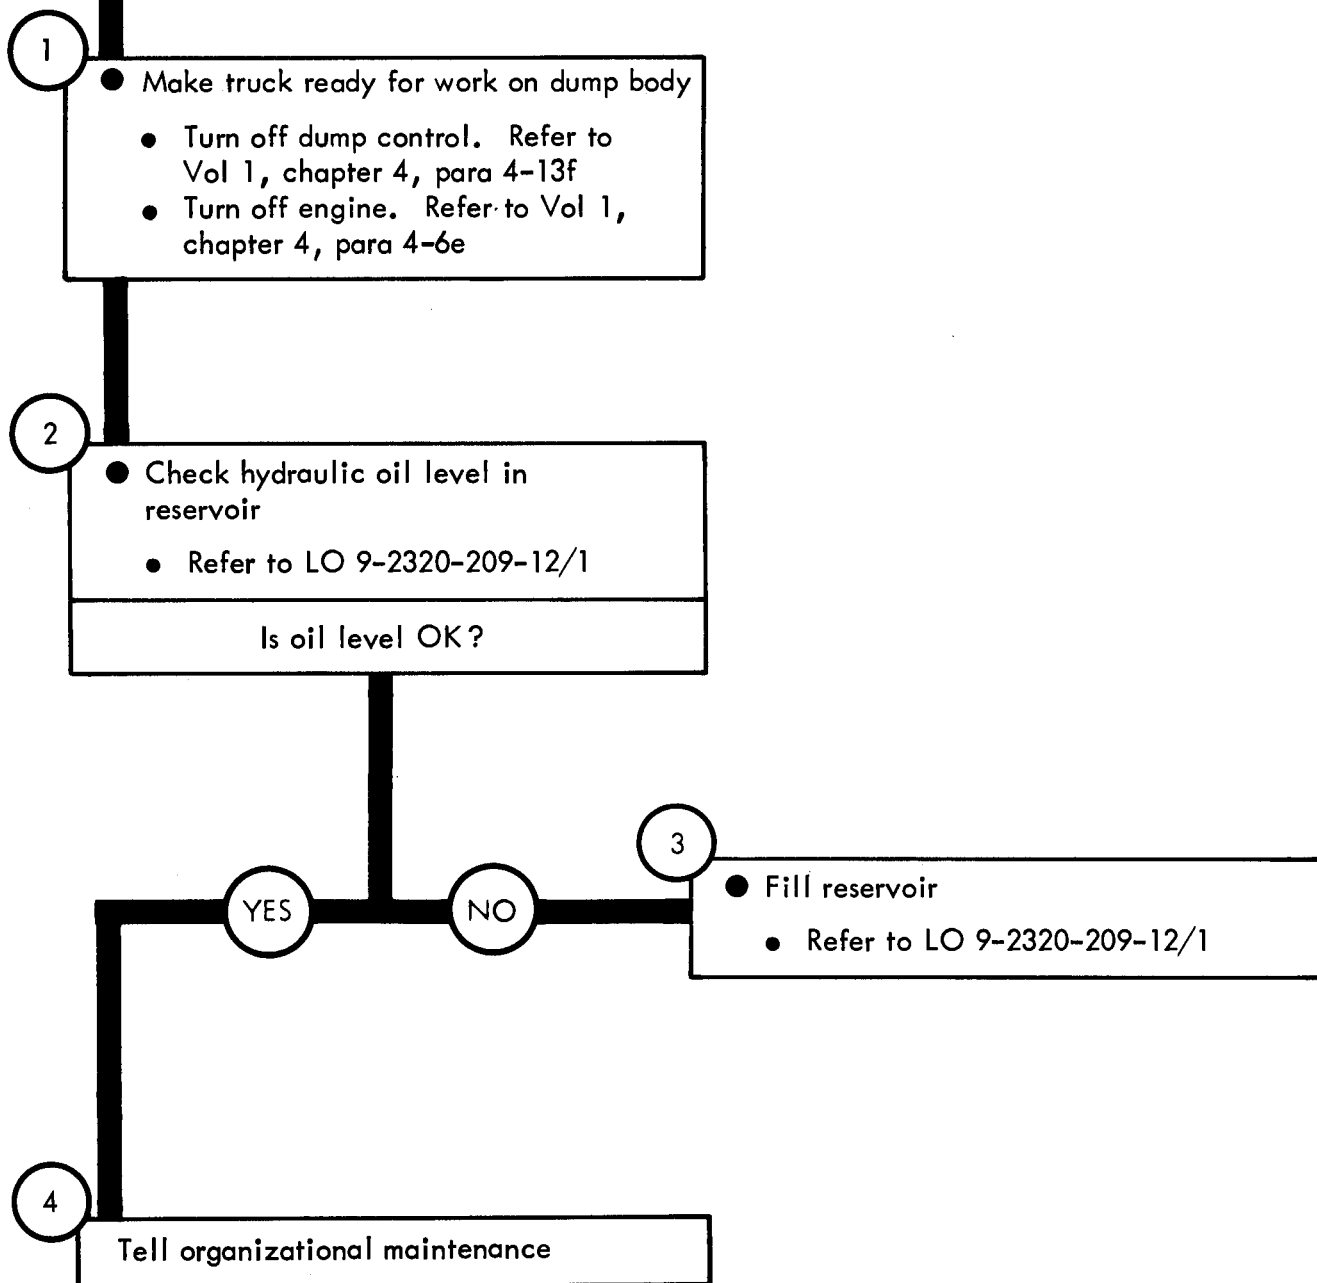 1
● Make truck ready for work on dump body
● Turn off dump control. Refer to
Vol 1, chapter 4, para 4-13f
● Turn off engine. Refer to Vol 1,
chapter 4, para 4-6e
2
● Check hydraulic oil level in
reservoir
● Refer to LO 9-2320-209-12/1
Is oil level OK?
YES
NO
3
● Fill reservoir
● Refer to LO 9-2320-209-12/1
4
Tell organizational maintenance